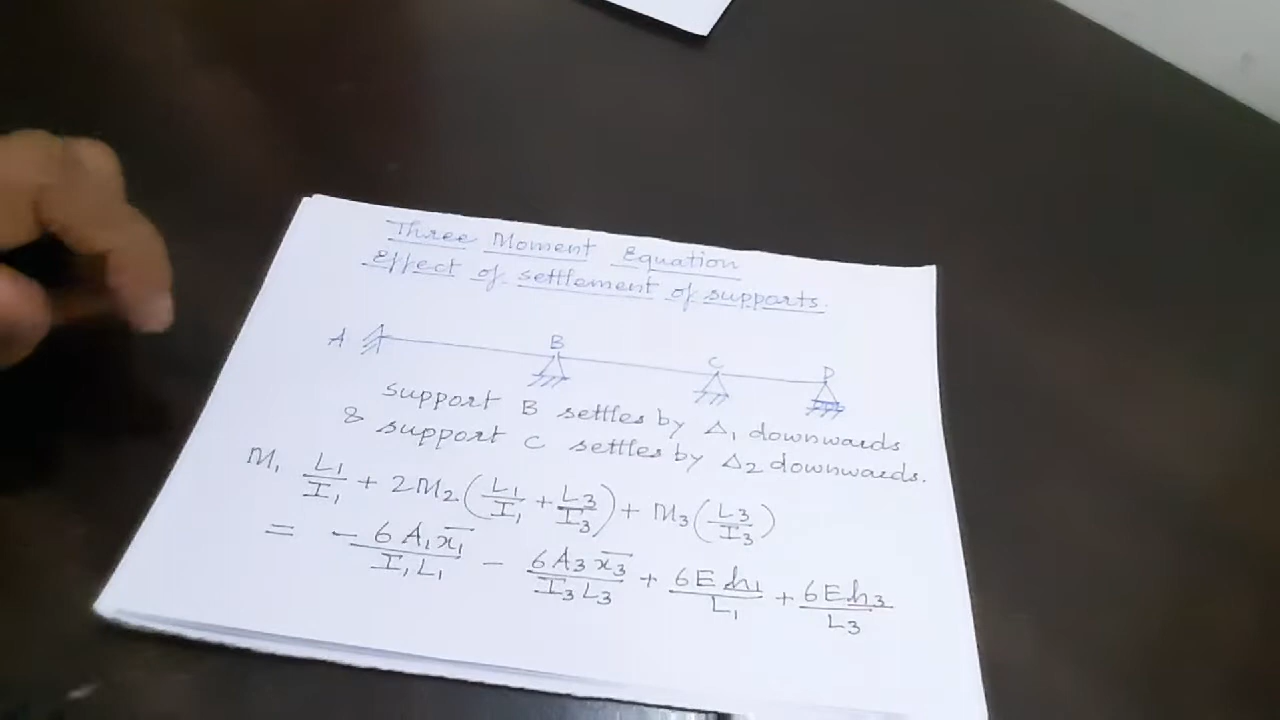 Three Moment Equation
Effect of settlement of supports.
A B C D
support B settles by Δ₁ downwards
& support C settles by Δ₂ downwards.
M₁ L₁/I₁ + 2M₂(L₁/I₁ + L₃/I₃) + M₃(L₃/I₃)
= -6A₁x̄₁/I₁L₁ - 6A₃x̄₃/I₃L₃ + 6Eh₁/L₁ + 6Eh₃/L₃